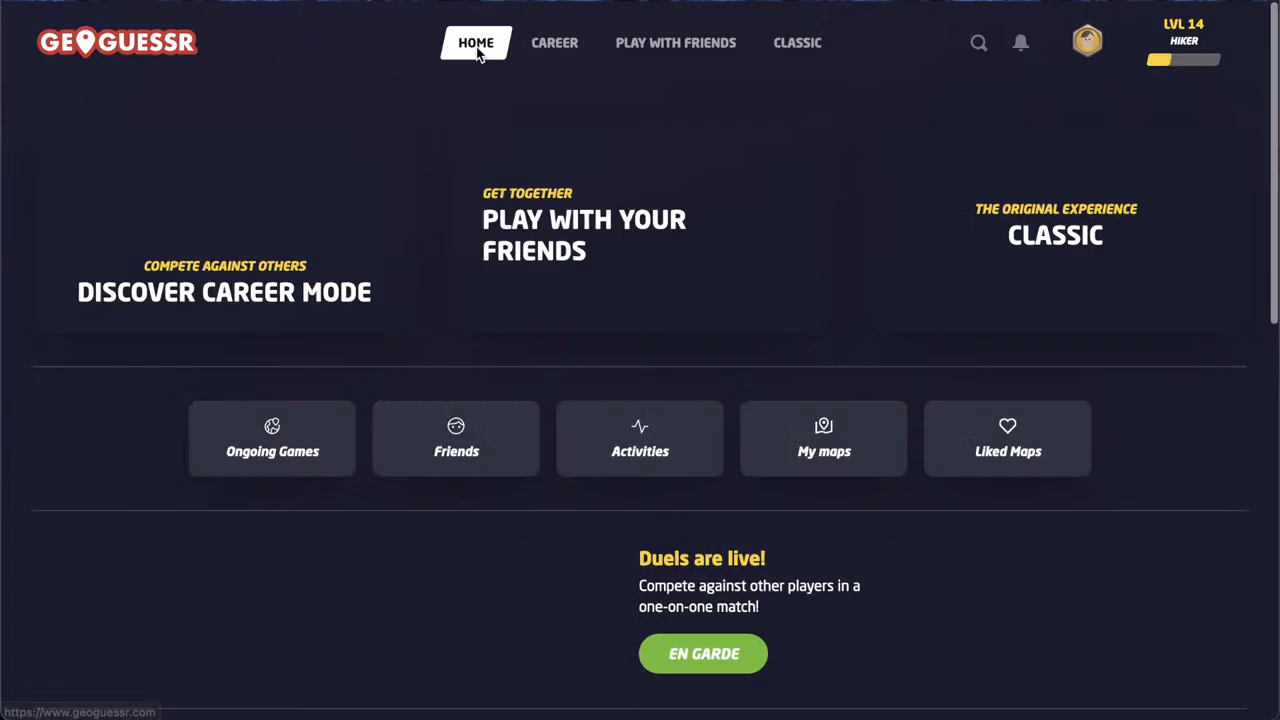 GEOGUESSR
HOME
CAREER
PLAY WITH FRIENDS
CLASSIC
LVL 14
HIKER
COMPETE AGAINST OTHERS
DISCOVER CAREER MODE
GET TOGETHER
PLAY WITH YOUR
FRIENDS
THE ORIGINAL EXPERIENCE
CLASSIC
Ongoing Games
Friends
Activities
My maps
Liked Maps
Duels are live!
Compete against other players in a
one-on-one match!
EN GARDE
https://www.geoguessr.com